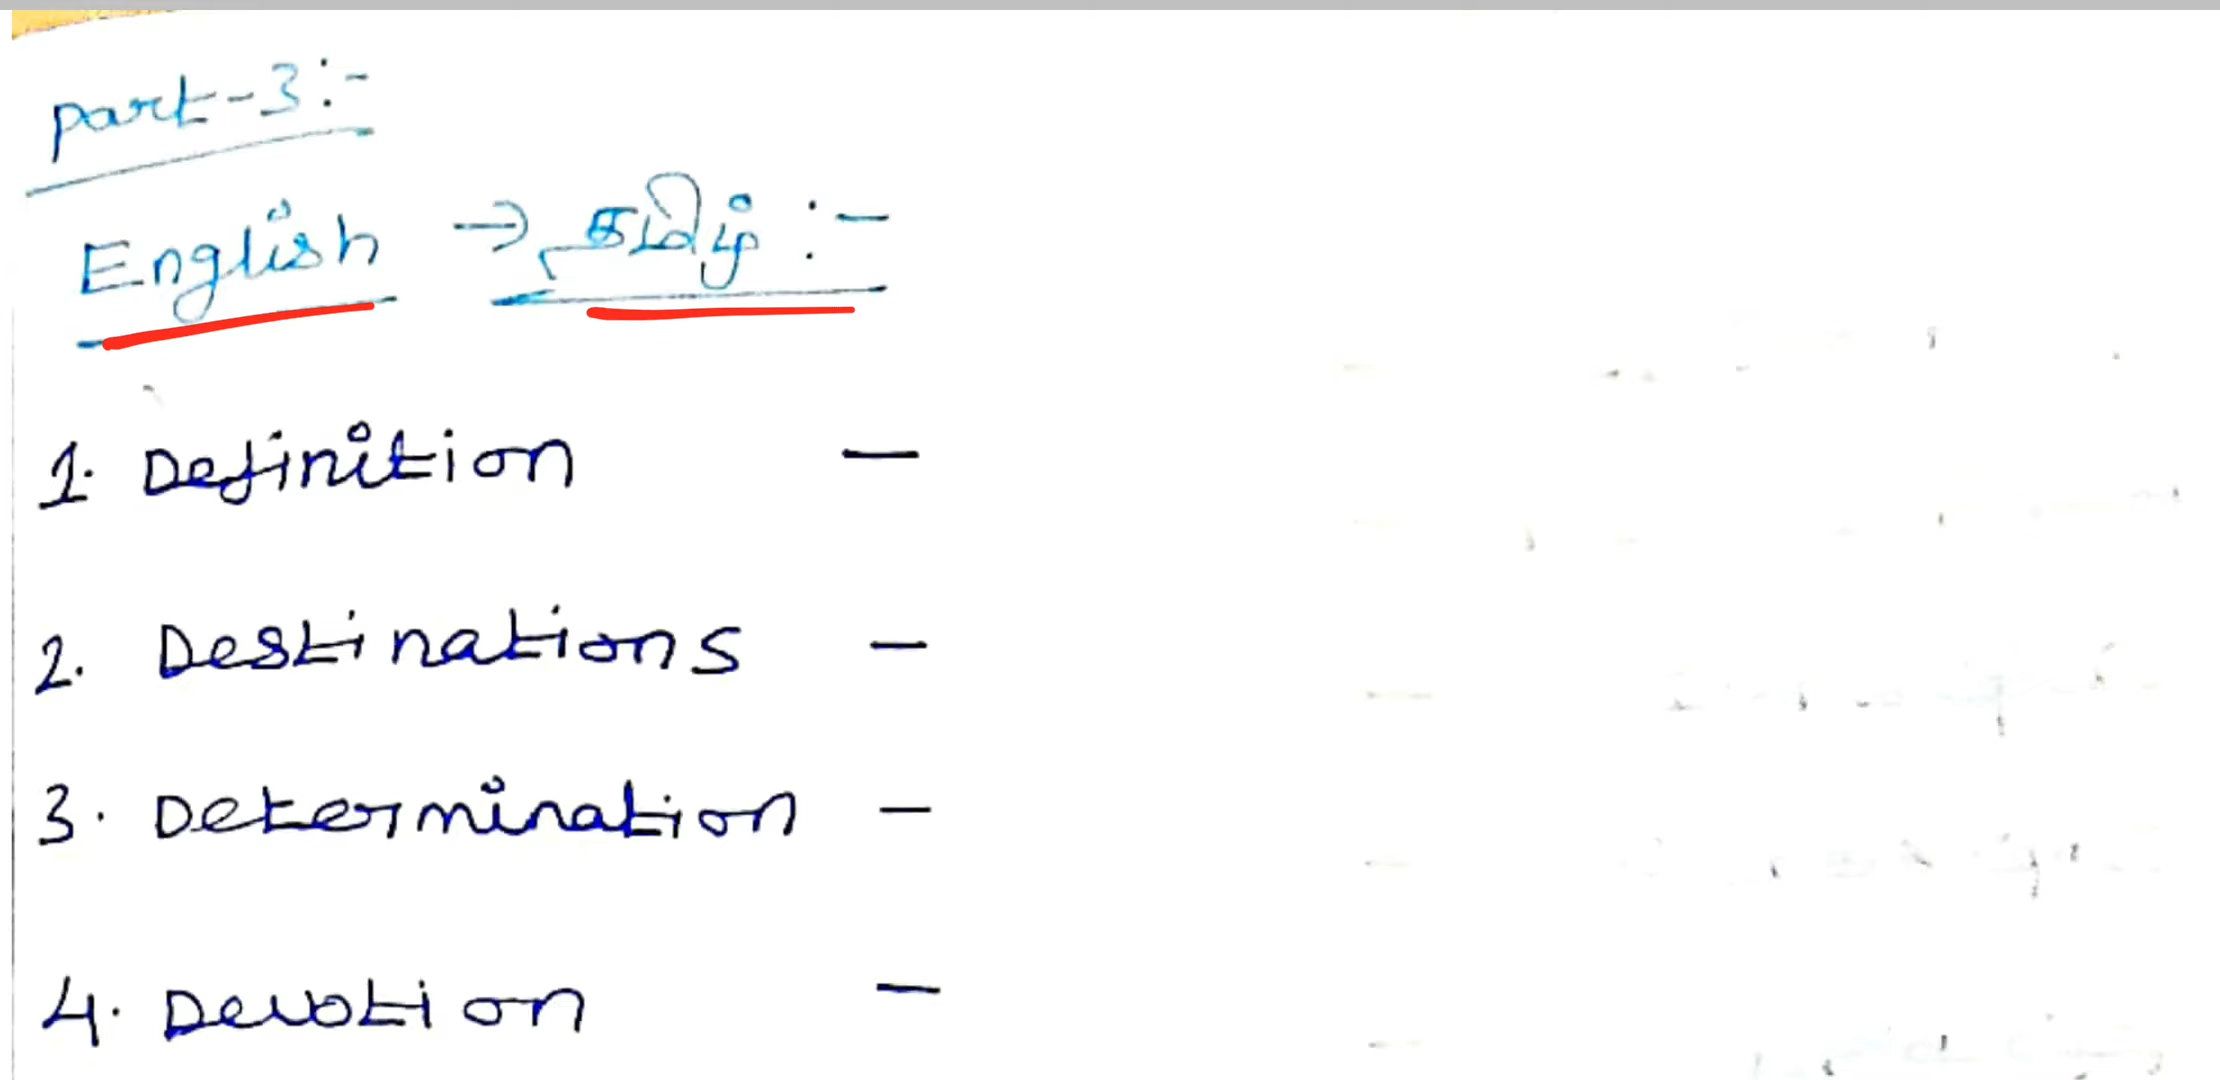 part-3:-
English → தமிழ் :-
1. Definition -
2. Destinations -
3. Determination -
4. Devotion -